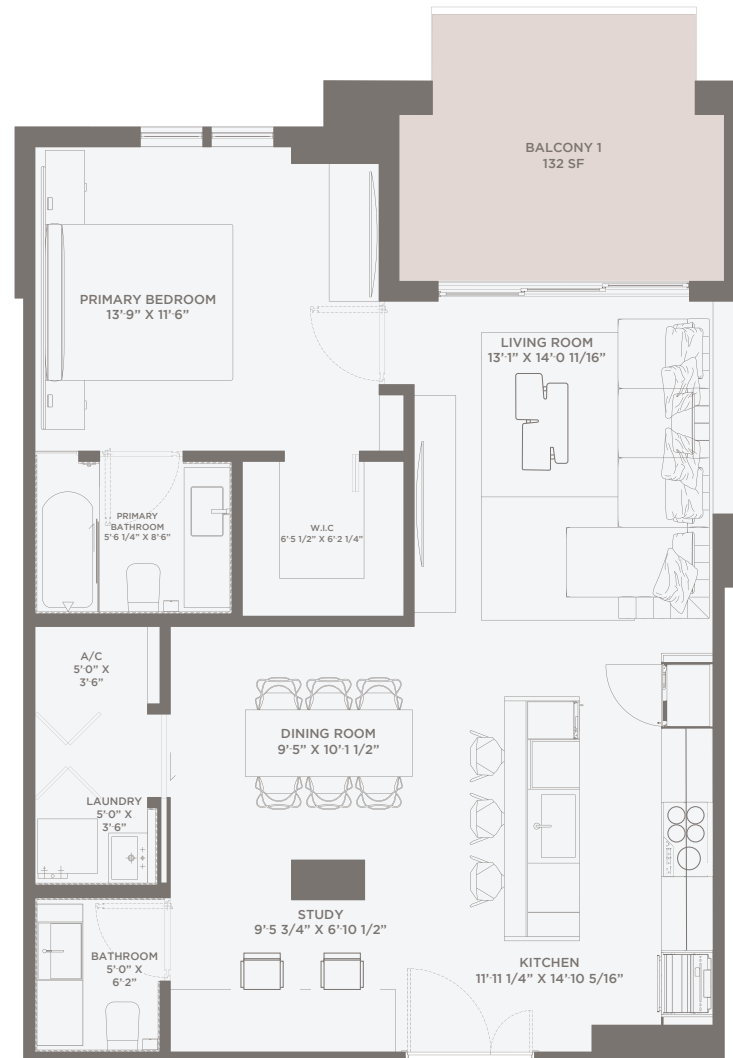 BALCONY 1
132 SF
PRIMARY BEDROOM
13'-9" X 11'-6"
LIVING ROOM
13'-1" X 14'-0 11/16"
PRIMARY
BATHROOM
5'-6 1/4" X 8'-6"
W.I.C
6'-5 1/2" X 6'-2 1/4"
A/C
5'-0" X
3'-6"
DINING ROOM
9'-5" X 10'-1 1/2"
LAUNDRY
5'-0" X
3'-6"
STUDY
9'-5 3/4" X 6'-10 1/2"
BATHROOM
5'-0" X
6'-2"
KITCHEN
11'-11 1/4" X 14'-10 5/16"